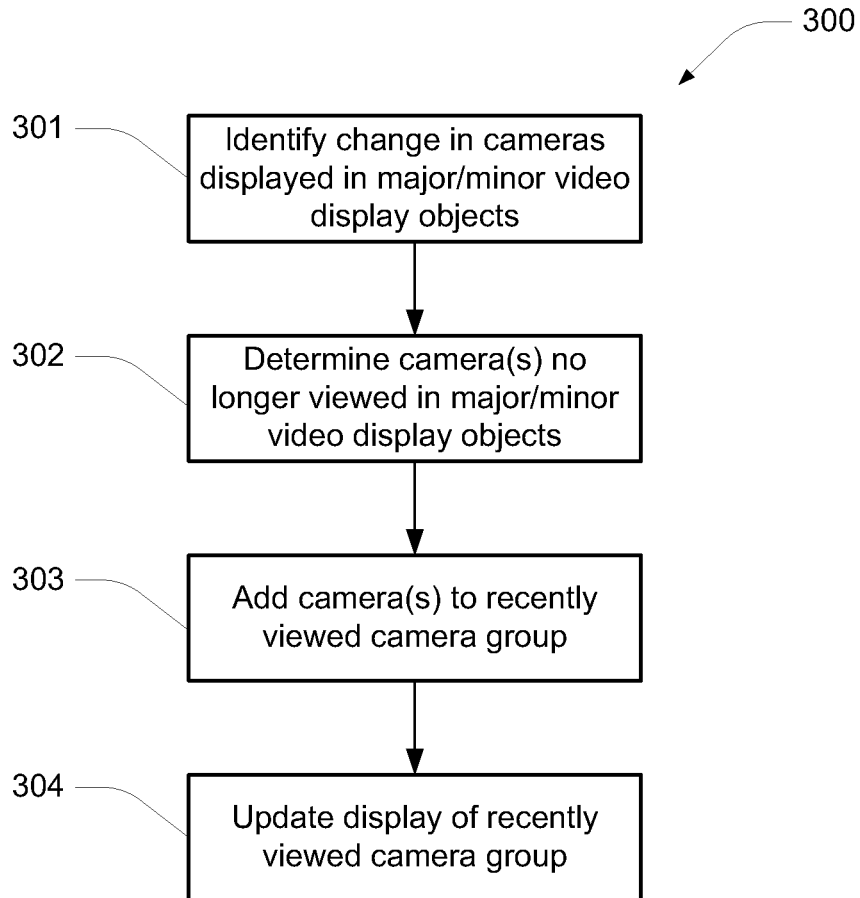 300
301
Identify change in cameras
displayed in major/minor video
display objects
302
Determine camera(s) no
longer viewed in major/minor
video display objects
303
Add camera(s) to recently
viewed camera group
304
Update display of recently
viewed camera group